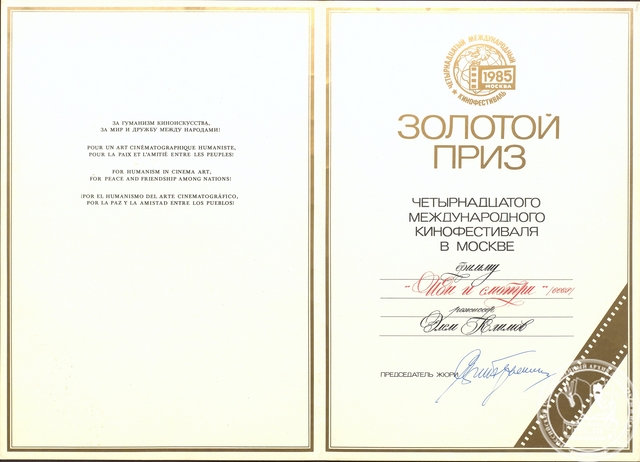 ЗА ГУМАНИЗМ КИНОИСКУССТВА,
ЗА МИР И ДРУЖБУ МЕЖДУ НАРОДАМИ!
POUR UN ART CINÉMATOGRAPHIQUE HUMANISTE,
POUR LA PAIX ET L'AMITIÉ ENTRE LES PEUPLES!
FOR HUMANISM IN CINEMA ART,
FOR PEACE AND FRIENDSHIP AMONG NATIONS!
¡POR EL HUMANISMO DEL ARTE CINEMATOGRÁFICO,
POR LA PAZ Y LA AMISTAD ENTRE LOS PUEBLOS!
ЧЕТЫРНАДЦАТЫЙ МЕЖДУНАРОДНЫЙ
КИНОФЕСТИВАЛЬ
1985
МОСКВА
ЗОЛОТОЙ
ПРИЗ
ЧЕТЫРНАДЦАТОГО
МЕЖДУНАРОДНОГО
КИНОФЕСТИВАЛЯ
В МОСКВЕ
фильму
"Иди и смотри" /СССР/
режиссер
Элем Климов
ПРЕДСЕДАТЕЛЬ ЖЮРИ